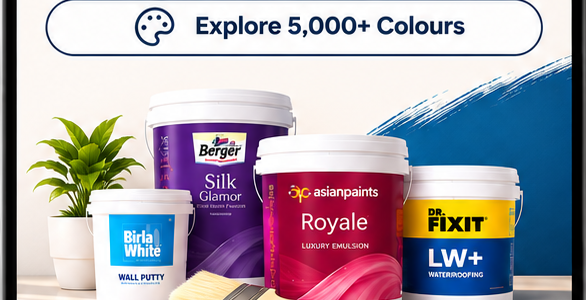 Explore 5,000+ Colours
Berger
Silk
Glamor
asianpaints
Royale
LUXURY EMULSION
DR.
FIXIT
LW+
WATERPROOFING
Birla
White
WALL PUTTY